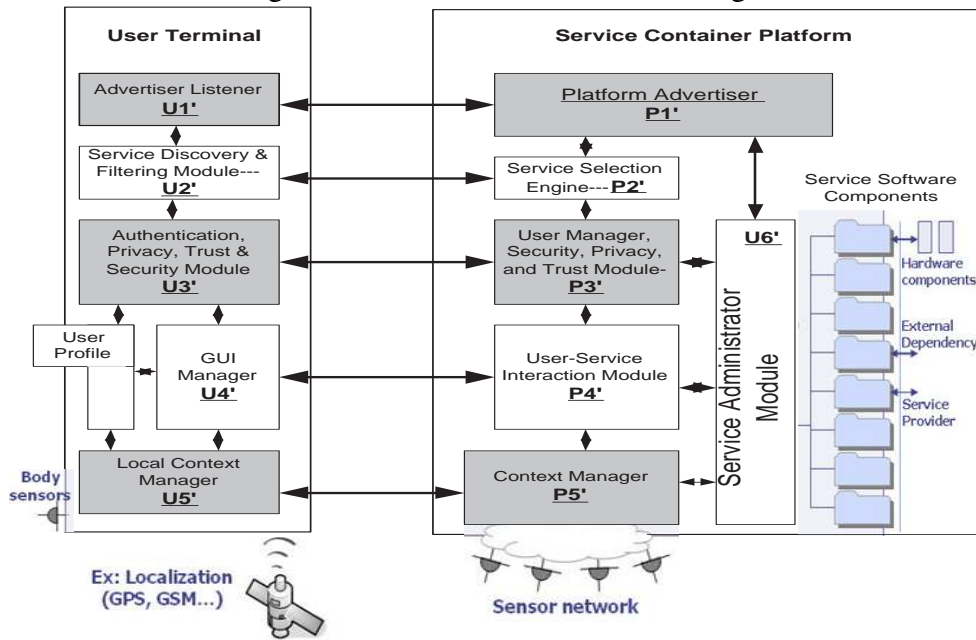 User Terminal
Service Container Platform
Advertiser Listener
U1'
Platform Advertiser
P1'
Service Discovery &
Filtering Module---
U2'
Service Selection
Engine---P2'
Service Software
Components
Authentication,
Privacy, Trust &
Security Module
U3'
User Manager,
Security, Privacy,
and Trust Module-
P3'
U6'
Service Administrator
Module
Hardware
components
External
Dependency
Service
Provider
User
Profile
GUI
Manager
U4'
User-Service
Interaction Module
P4'
Local Context
Manager
U5'
Context Manager
P5'
Body
sensors
Ex: Localization
(GPS, GSM...)
Sensor network